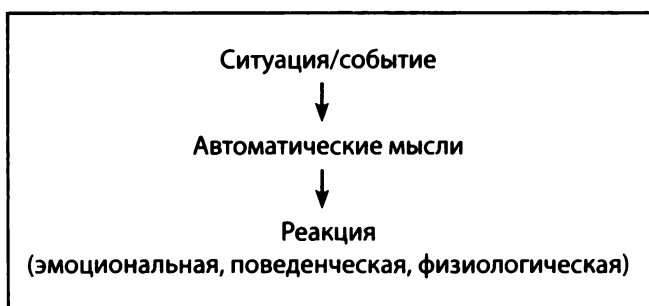 Ситуация/событие
Автоматические мысли
Реакция
(эмоциональная, поведенческая, физиологическая)